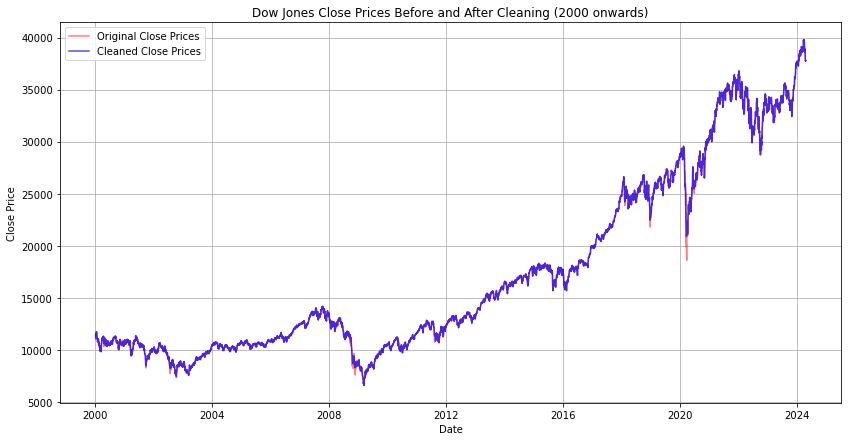 Dow Jones Close Prices Before and After Cleaning (2000 onwards)
Original Close Prices
Cleaned Close Prices
40000
35000
30000
25000
20000
15000
10000
5000
Close Price
2000 2004 2008 2012 2016 2020 2024
Date